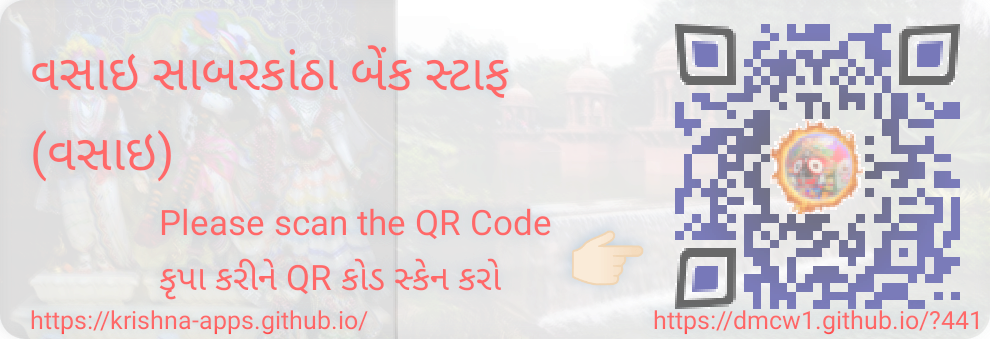 વસાઇ સાબરકાંઠા બેંક સ્ટાફ
(વસાઇ)
Please scan the QR Code
કૃપા કરીને QR કોડ સ્કેન કરો
https://krishna-apps.github.io/
https://dmcw1.github.io/?441